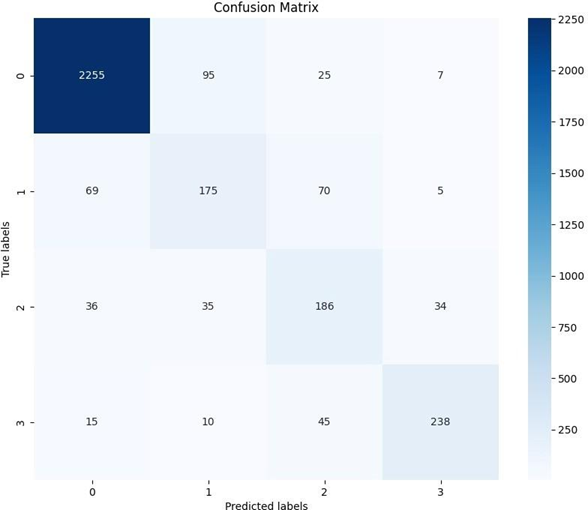 Confusion Matrix
0 2255 95 25 7
1 69 175 70 5
2 36 35 186 34
3 15 10 45 238
0 1 2 3
Predicted labels
True labels
2250
2000
1750
1500
1250
1000
750
500
250